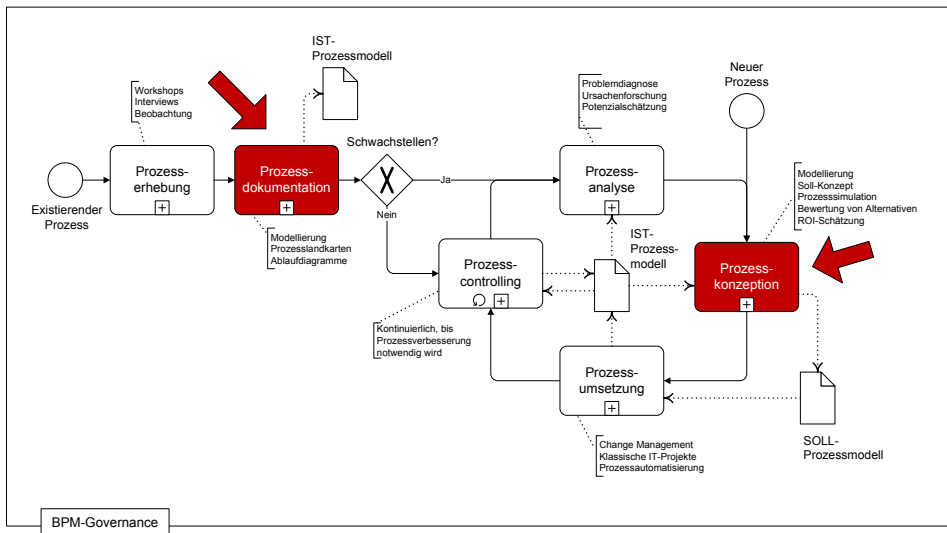 IST-
Prozessmodell
Workshops
Interviews
Beobachtung
Problemdiagnose
Ursachenforschung
Potenzialschätzung
Neuer
Prozess
Schwachstellen?
Prozess-
erhebung
Prozess-
dokumentation
X
Ja
Nein
Prozess-
analyse
Existierender
Prozess
Modellierung
Prozesslandkarten
Ablaufdiagramme
Modellierung
Soll-Konzept
Prozesssimulation
Bewertung von Alternativen
ROI-Schätzung
Prozess-
controlling
IST-
Prozess-
modell
Prozess-
konzeption
Kontinuierlich, bis
Prozessverbesserung
notwendig wird
Prozess-
umsetzung
SOLL-
Prozessmodell
Change Management
Klassische IT-Projekte
Prozessautomatisierung
BPM-Governance